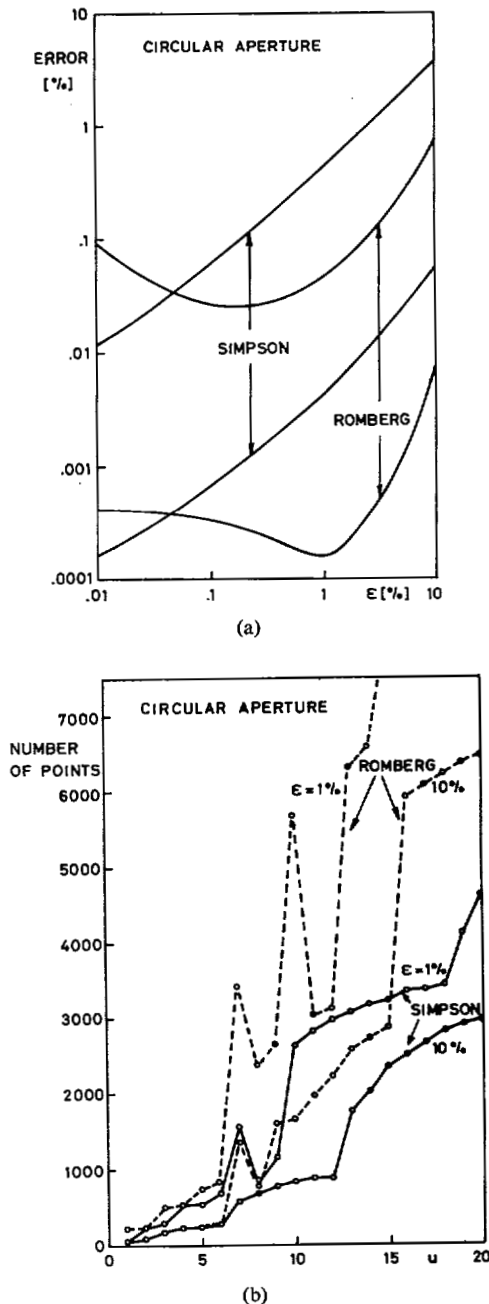 10
ERROR
[%]
CIRCULAR APERTURE
1
.1
SIMPSON
.01
ROMBERG
.001
.0001
.01
.1
1
ε[%]
10
(a)
7000
CIRCULAR APERTURE
NUMBER
OF POINTS
ε=1%
ROMBERG
6000
10%
5000
4000
ε=1%
SIMPSON
3000
10%
2000
1000
0
0
5
10
15
u
20
(b)